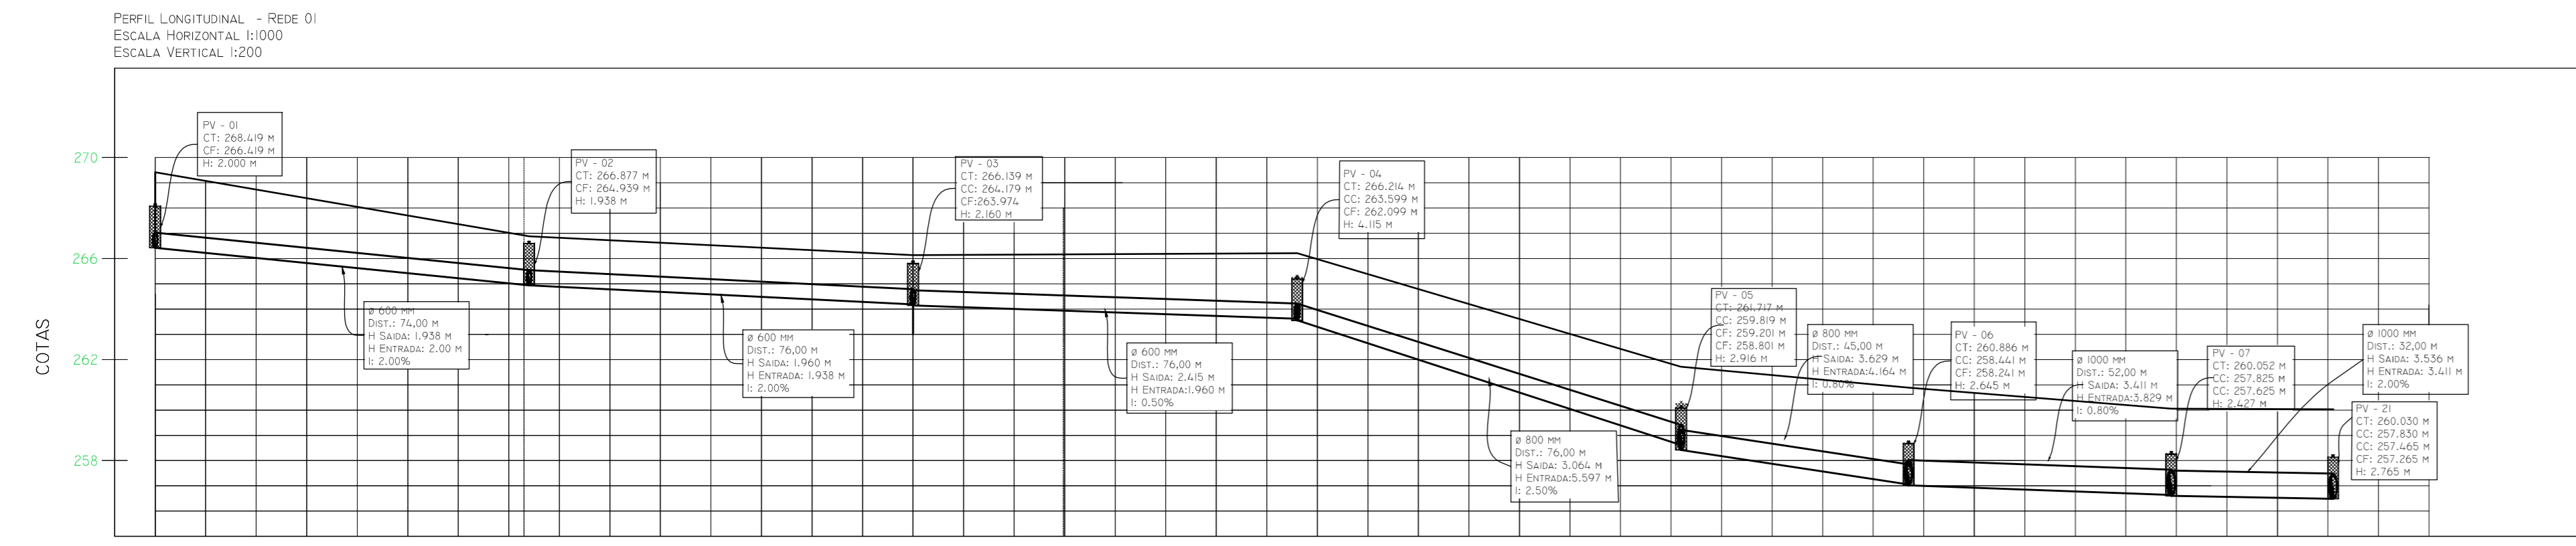 PERFIL LONGITUDINAL - REDE 01
ESCALA HORIZONTAL 1:1000
ESCALA VERTICAL 1:200
COTAS
270
266
262
258
PV - 01
CT: 268.419 M
CF: 266.419 M
H: 2.000 M
Ø 600 MM
DIST.: 74,00 M
H SAIDA: 1.938 M
H ENTRADA: 2.00 M
I: 2.00%
PV - 02
CT: 266.877 M
CF: 264.939 M
H: 1.938 M
Ø 600 MM
DIST.: 76,00 M
H SAIDA: 1.960 M
H ENTRADA: 1.938 M
I: 2.00%
PV - 03
CT: 266.139 M
CC: 264.179 M
CF:263.974
H: 2.160 M
Ø 600 MM
DIST.: 76,00 M
H SAIDA: 2.415 M
H ENTRADA:1.960 M
I: 0.50%
PV - 04
CT: 266.214 M
CC: 263.599 M
CF: 262.099 M
H: 4.115 M
Ø 800 MM
DIST.: 76,00 M
H SAIDA: 3.064 M
H ENTRADA:5.597 M
I: 2.50%
PV - 05
CT: 261.717 M
CC: 259.819 M
CF: 259.201 M
CF: 258.801 M
H: 2.916 M
Ø 800 MM
DIST.: 45,00 M
H SAIDA: 3.629 M
H ENTRADA:4.164 M
I: 0.80%
PV - 06
CT: 260.886 M
CC: 258.441 M
CF: 258.241 M
H: 2.645 M
Ø 1000 MM
DIST.: 52,00 M
H SAIDA: 3.411 M
H ENTRADA:3.829 M
I: 0.80%
PV - 07
CT: 260.052 M
CC: 257.825 M
CC: 257.625 M
H: 2.427 M
Ø 1000 MM
DIST.: 32,00 M
H SAIDA: 3.536 M
H ENTRADA: 3.411 M
I: 2.00%
PV - 21
CT: 260.030 M
CC: 257.830 M
CC: 257.465 M
CF: 257.265 M
H: 2.765 M